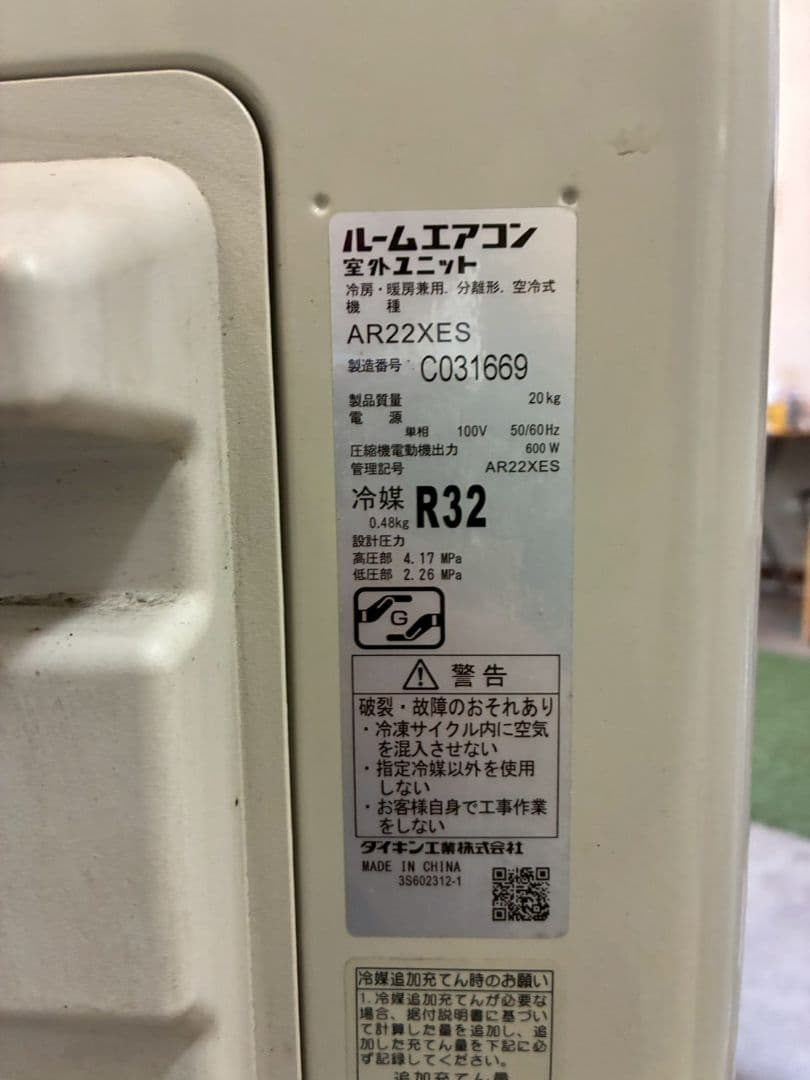 ルームエアコン
室外ユニット
冷房・暖房兼用. 分離形. 空冷式
機 種
AR22XES
製造番号 C031669
製品質量 20kg
電 源
単相 100V 50/60Hz
圧縮機電動機出力 600 W
管理記号 AR22XES
冷媒 R32
0.48kg
設計圧力
高圧部 4.17 MPa
低圧部 2.26 MPa
G
警告
破裂・故障のおそれあり
・冷凍サイクル内に空気
を混入させない
・指定冷媒以外を使用
しない
・お客様自身で工事作業
をしない
ダイキン工業株式会社
MADE IN CHINA
3S602312-1
冷媒追加充てん時のお願い
1.冷媒追加充てんが必要な
場合、据付説明書に基づい
て計算した量を追加し、追
加した充てん量を下記に必
ず記録してください。
追加充てん量